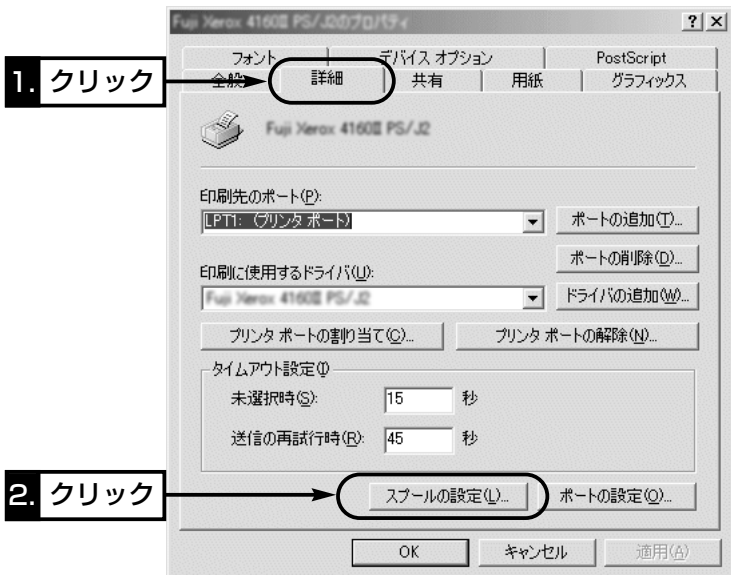 Fuji Xerox 4160Ⅱ PS/J2のプロパティ ? ×
フォント デバイス オプション PostScript
1. クリック 全般 詳細 共有 用紙 グラフィックス
Fuji Xerox 4160Ⅱ PS/J2
印刷先のポート(P):
LPT1: (プリンタ ポート) ポートの追加(T)...
ポートの削除(D)...
印刷に使用するドライバ(U):
Fuji Xerox 4160Ⅱ PS/J2 ドライバの追加(W)...
プリンタ ポートの割り当て(C)... プリンタ ポートの解除(N)...
タイムアウト設定(I)
未選択時(S): 15 秒
送信の再試行時(R): 45 秒
2. クリック スプールの設定(L)... ポートの設定(O)...
OK キャンセル 適用(A)